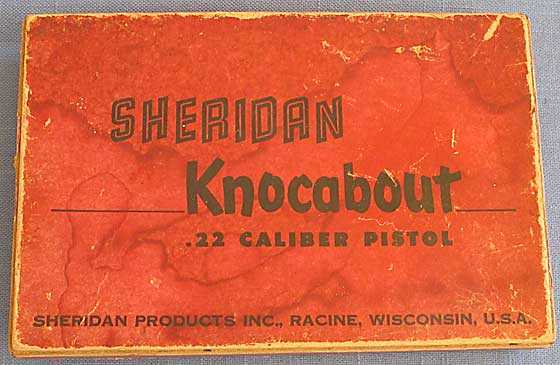 SHERIDAN
Knocabout
.22 CALIBER PISTOL
SHERIDAN PRODUCTS INC., RACINE, WISCONSIN, U.S.A.